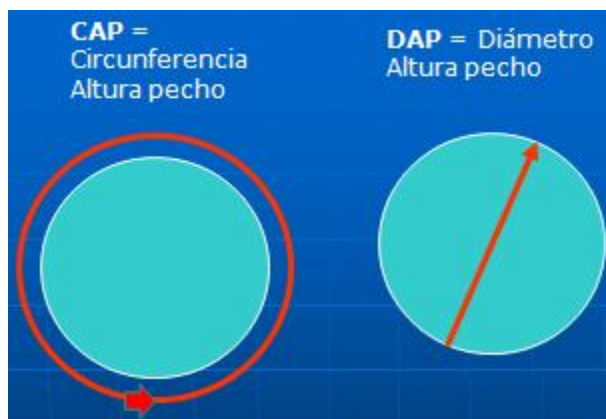 CAP =
Circunferencia
Altura pecho
DAP = Diámetro
Altura pecho